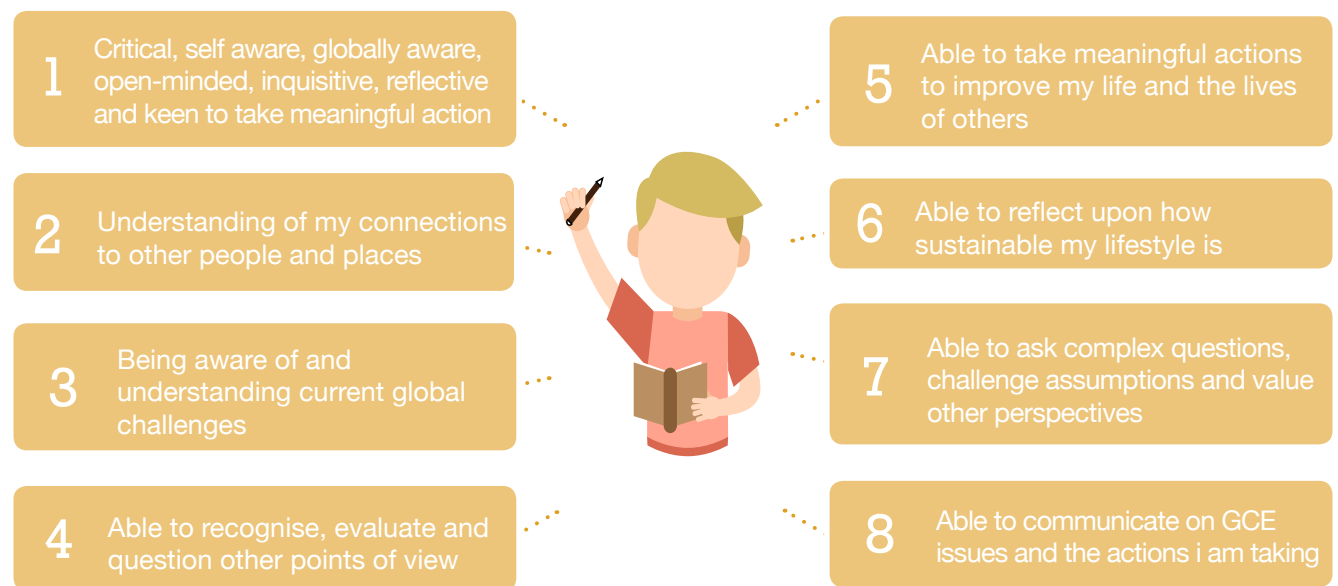 1
Critical, self aware, globally aware,
open-minded, inquisitive, reflective
and keen to take meaningful action
2
Understanding of my connections
to other people and places
3
Being aware of and
understanding current global
challenges
4
Able to recognise, evaluate and
question other points of view
5
Able to take meaningful actions
to improve my life and the lives
of others
6
Able to reflect upon how
sustainable my lifestyle is
7
Able to ask complex questions,
challenge assumptions and value
other perspectives
8
Able to communicate on GCE
issues and the actions i am taking